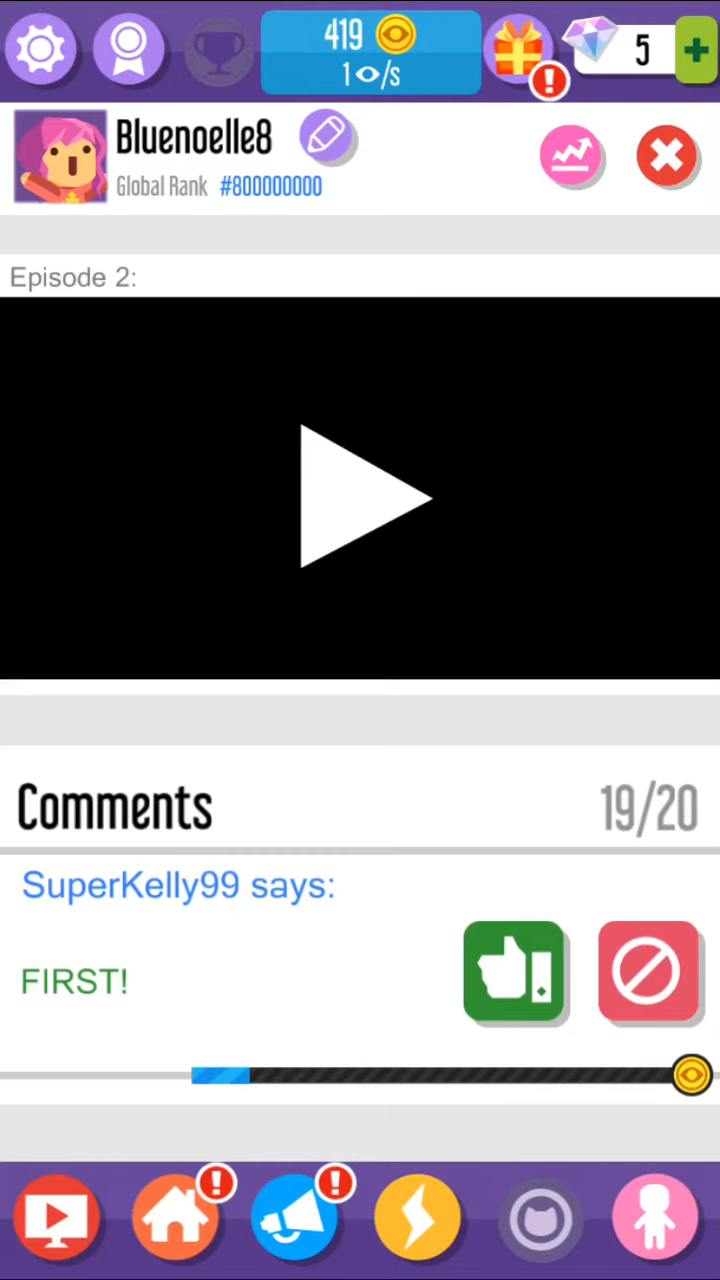 419
5
1 /s
Bluenoelle8
Global Rank #800000000
Episode 2:
Comments 19/20
SuperKelly99 says:
FIRST!